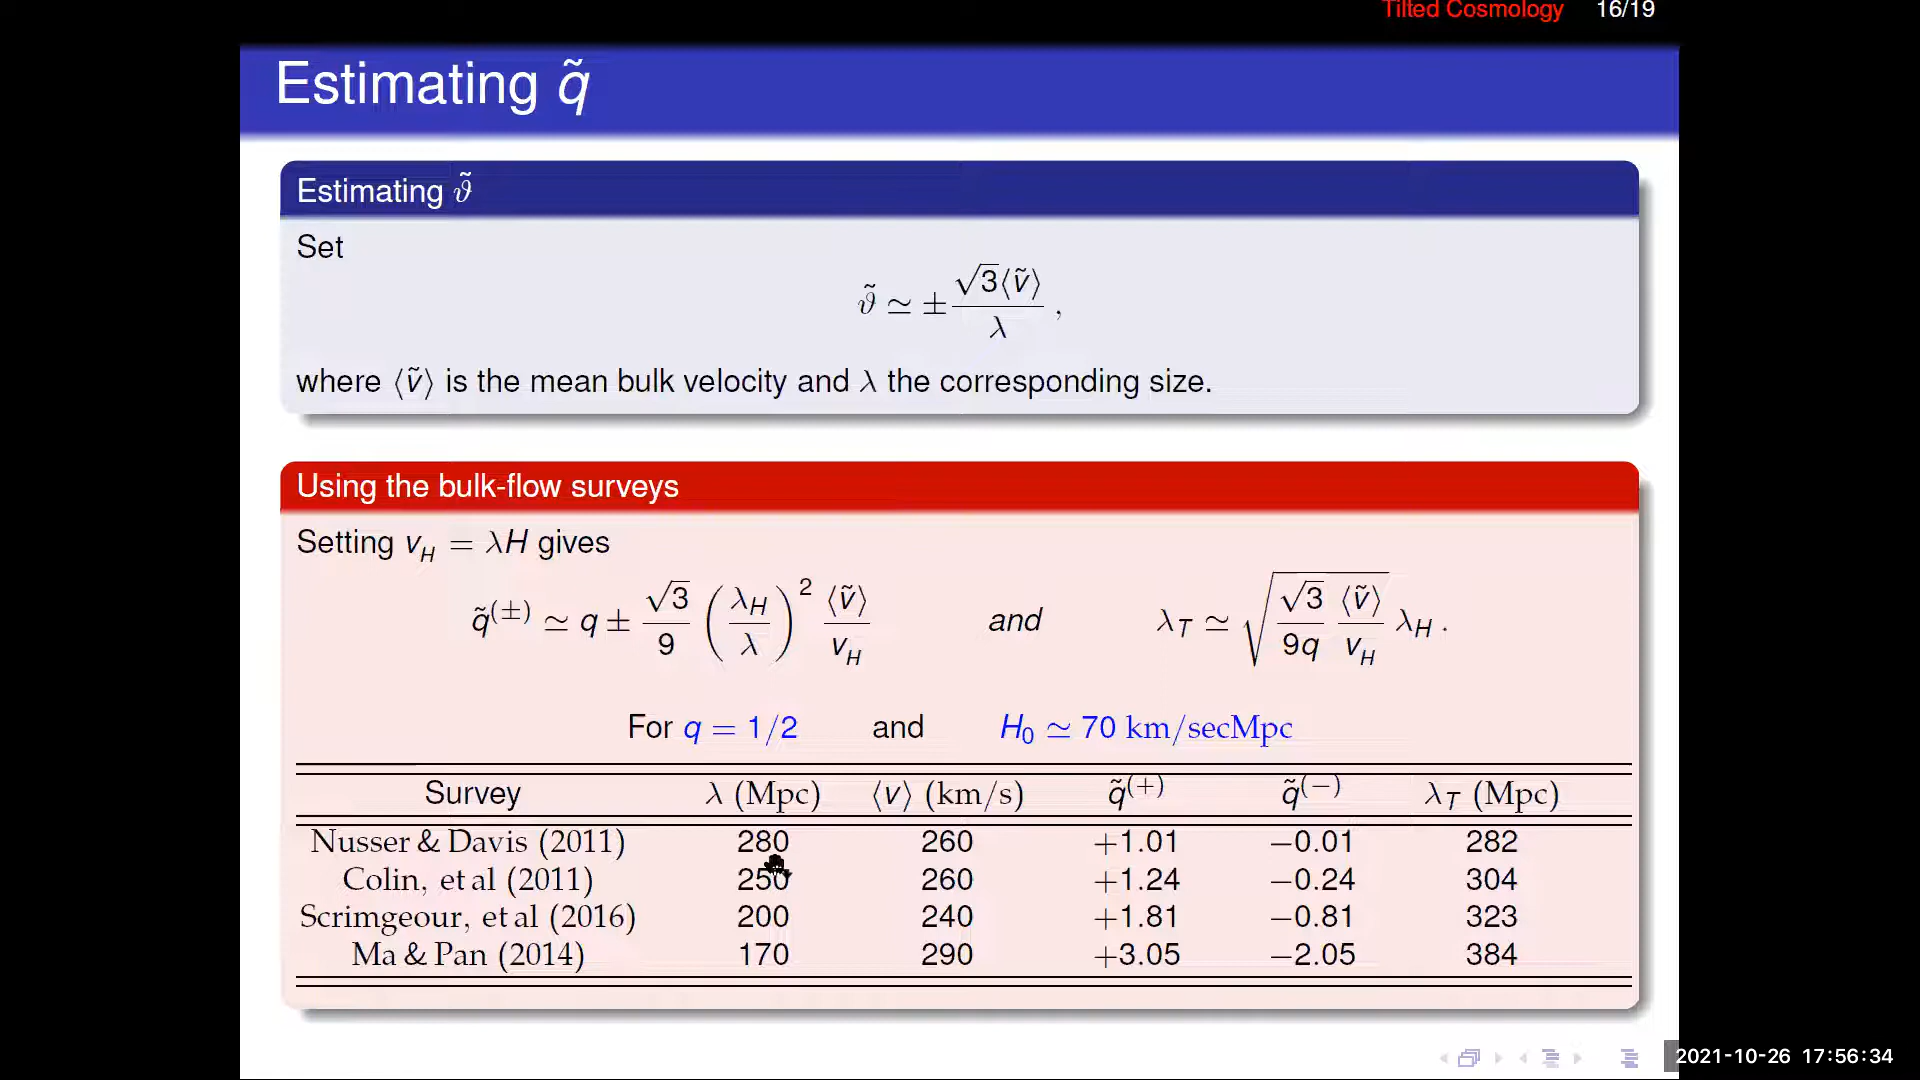 Tilted Cosmology 16/19
Estimating q̃
Estimating ϑ̃
Set
ϑ̃ ≃ ± √3⟨ṽ⟩ / λ ,
where ⟨ṽ⟩ is the mean bulk velocity and λ the corresponding size.
Using the bulk-flow surveys
Setting v_H = λH gives
q̃^(±) ≃ q ± √3/9 (λ_H/λ)² ⟨ṽ⟩/v_H and λ_T ≃ √(√3/9q ⟨ṽ⟩/v_H) λ_H .
For q = 1/2 and H₀ ≃ 70 km/secMpc
Survey λ (Mpc) ⟨v⟩ (km/s) q̃^(+) q̃^(−) λ_T (Mpc)
Nusser & Davis (2011) 280 260 +1.01 −0.01 282
Colin, et al (2011) 250 260 +1.24 −0.24 304
Scrimgeour, et al (2016) 200 240 +1.81 −0.81 323
Ma & Pan (2014) 170 290 +3.05 −2.05 384
2021-10-26 17:56:34